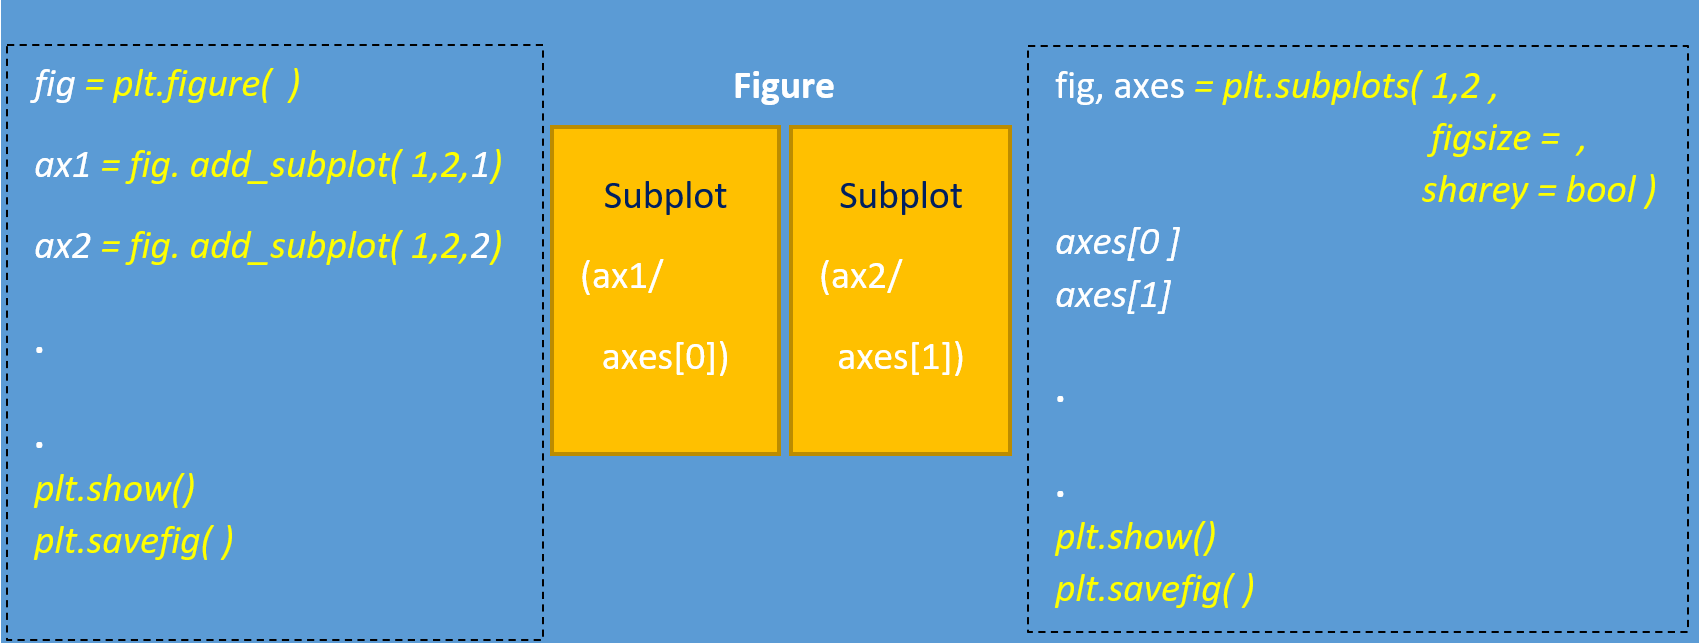 fig = plt.figure(  )
ax1 = fig. add_subplot( 1,2,1)
ax2 = fig. add_subplot( 1,2,2)
.
.
plt.show()
plt.savefig( )
Figure
Subplot
(ax1/
axes[0])
Subplot
(ax2/
axes[1])
fig, axes = plt.subplots( 1,2 ,
figsize =  ,
sharey = bool )
axes[0 ]
axes[1]
.
.
plt.show()
plt.savefig( )